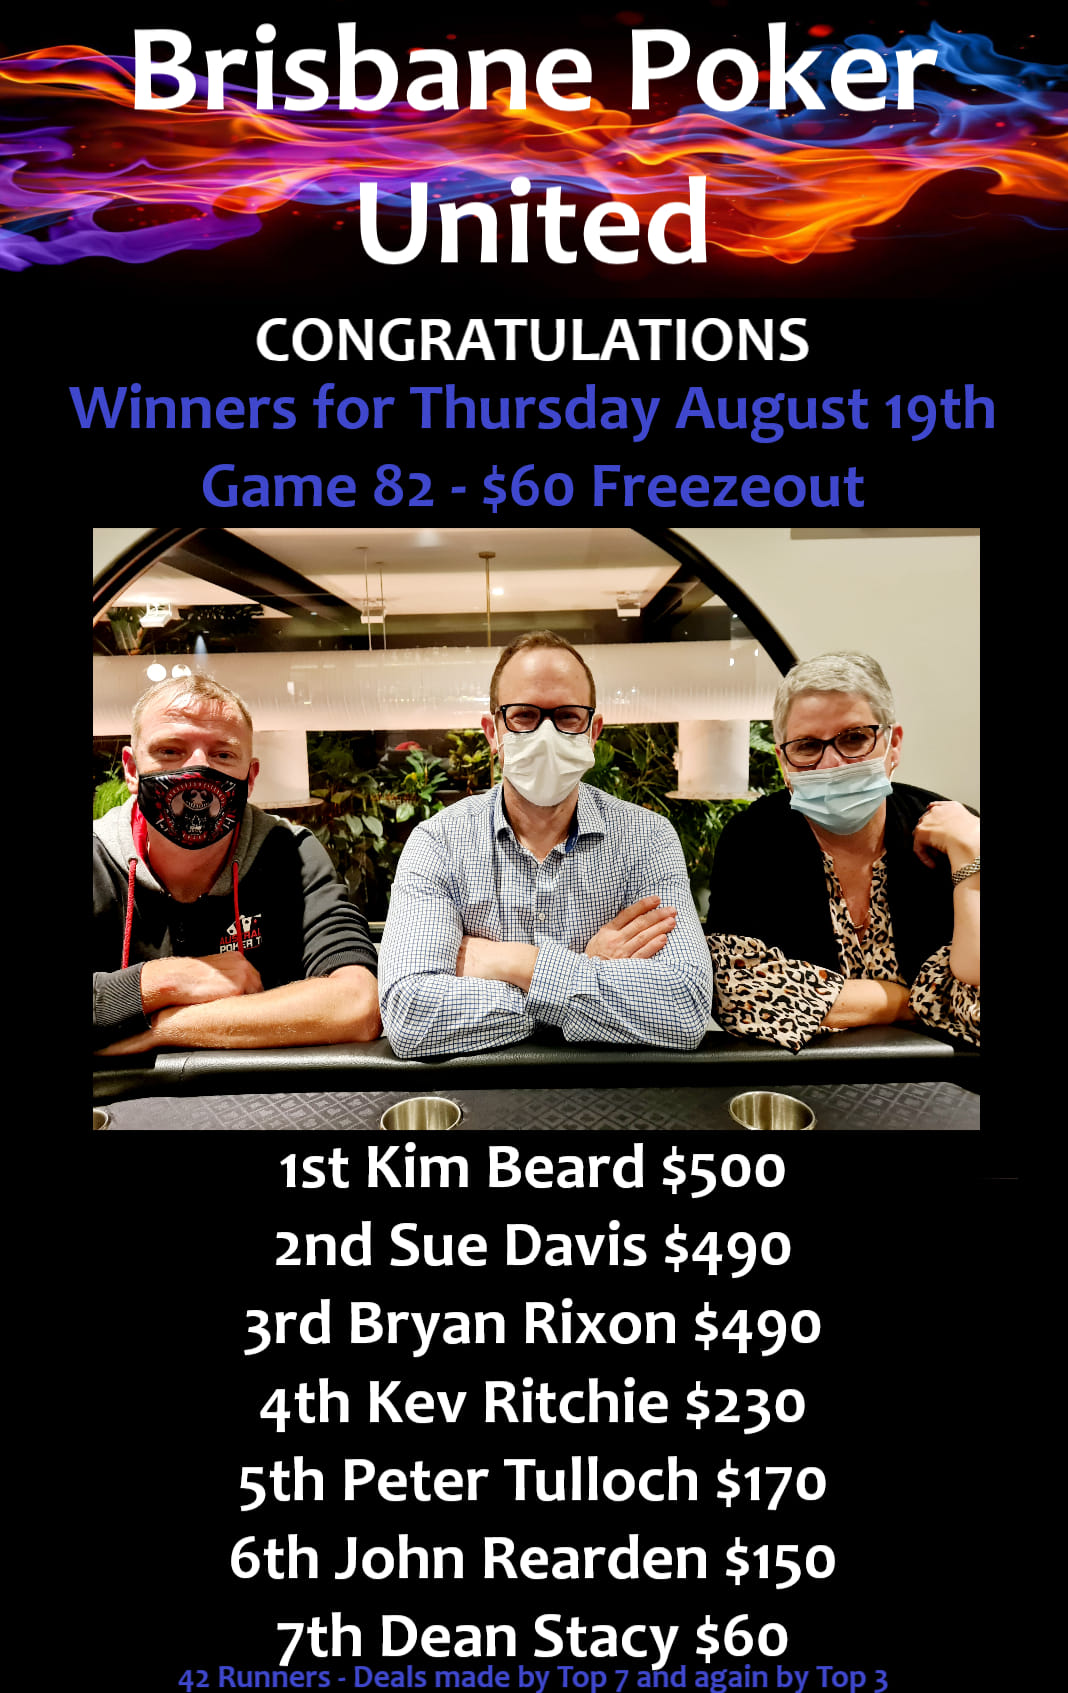 Brisbane Poker
United
CONGRATULATIONS
Winners for Thursday August 19th
Game 82 - $60 Freezeout
POKER T
1st Kim Beard $500
2nd Sue Davis $490
3rd Bryan Rixon $490
4th Kev Ritchie $230
5th Peter Tulloch $170
6th John Rearden $150
7th Dean Stacy $60
42 Runners - Deals made by Top 7 and again by Top 3